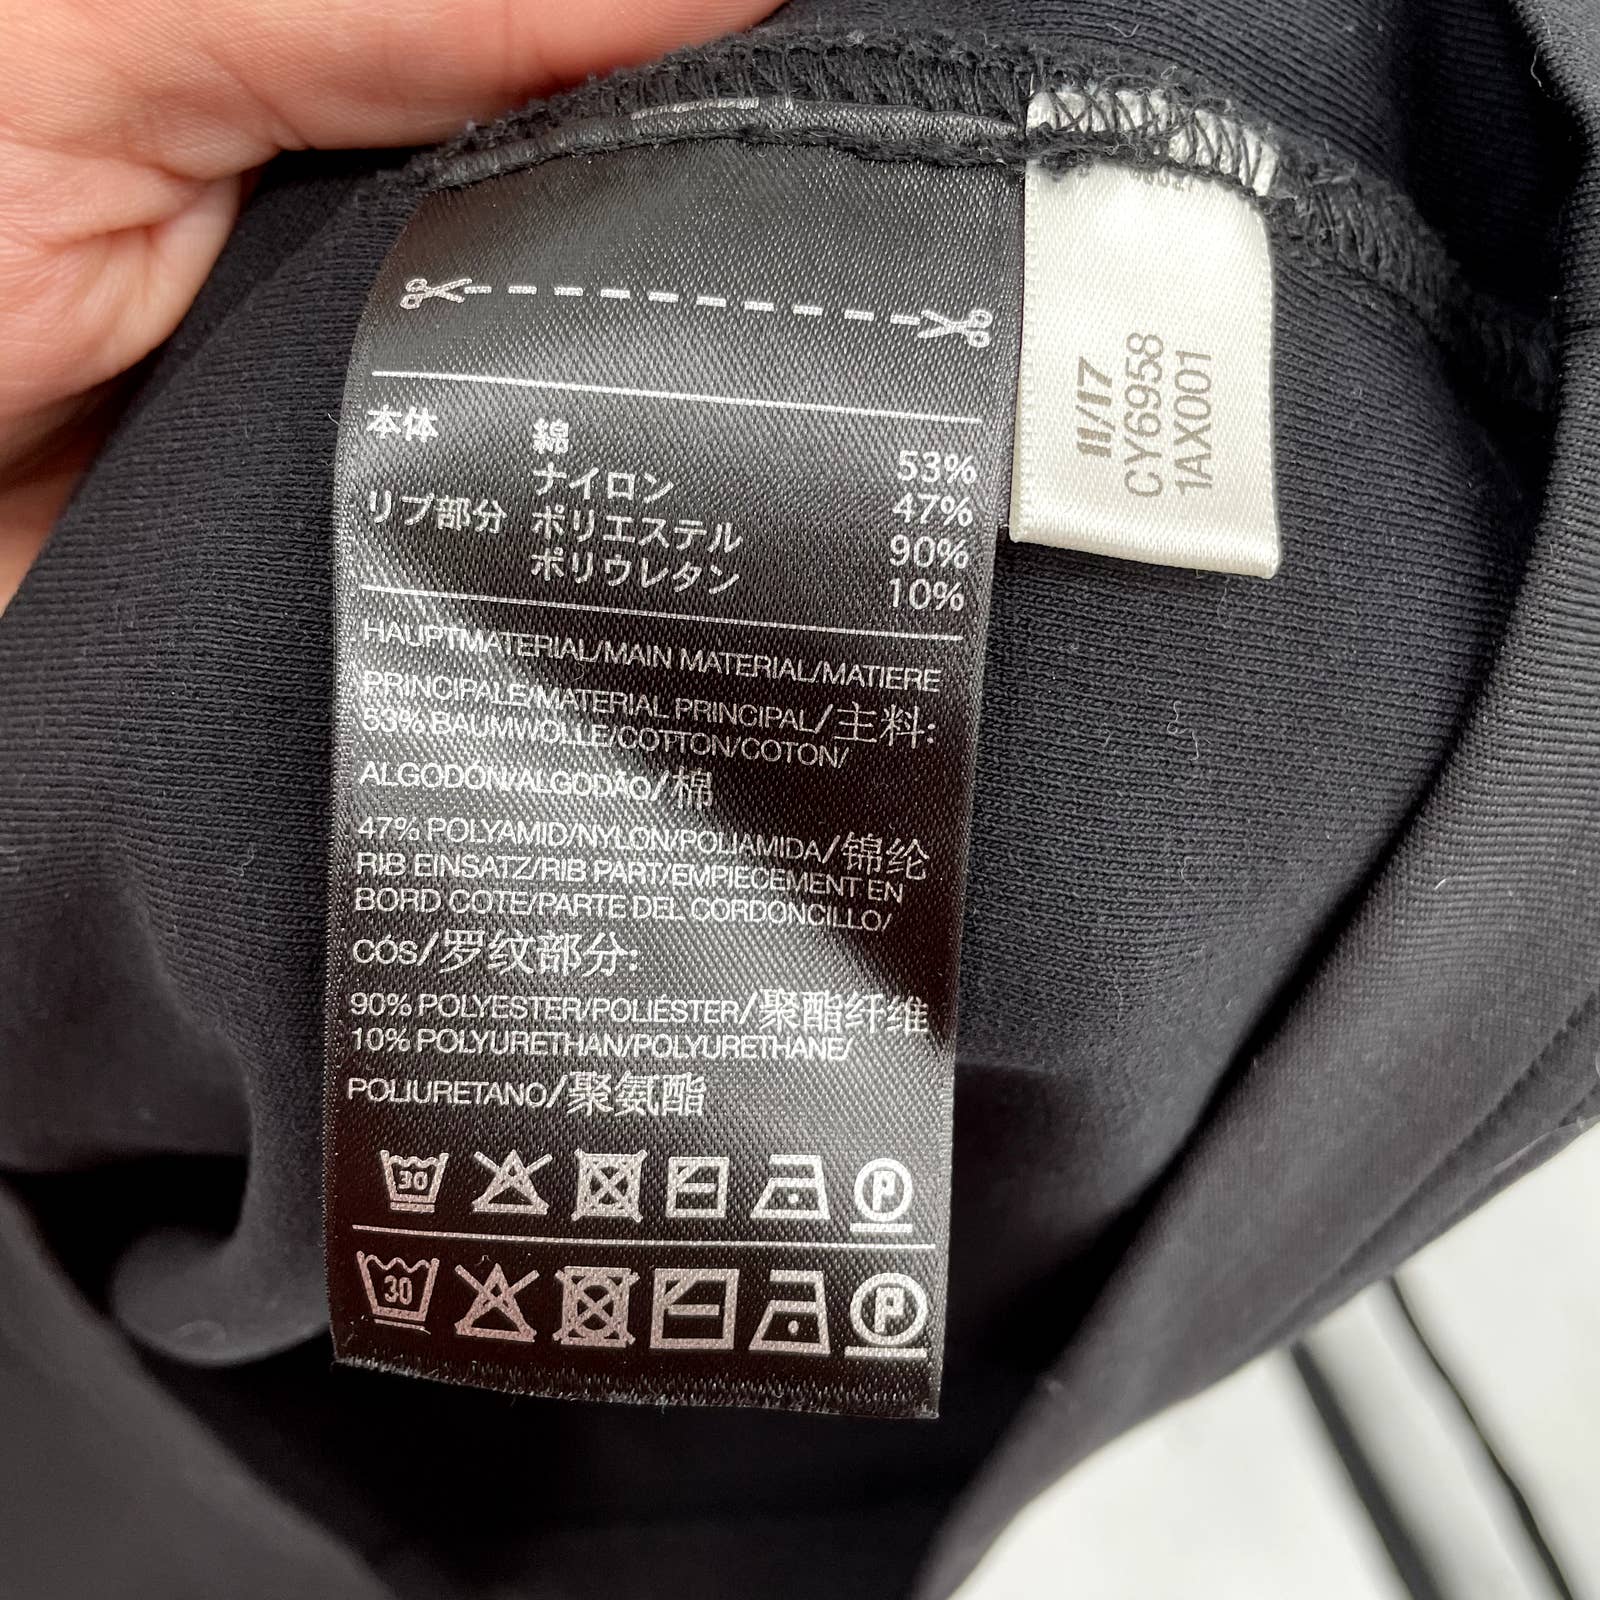 本体 綿 53%
ナイロン 47%
リブ部分 ポリエステル 90%
ポリウレタン 10%
HAUPTMATERIAL/MAIN MATERIAL/MATIERE
PRINCIPALE/MATERIAL PRINCIPAL/主料:
53% BAUMWOLLE/COTTON/COTON/
ALGODÓN/ALGODÃO/棉
47% POLYAMID/NYLON/POLIAMIDA/锦纶
RIB EINSATZ/RIB PART/EMPIECEMENT EN
BORD COTE/PARTE DEL CORDONCILLO/
CÓS/罗纹部分:
90% POLYESTER/POLIÉSTER/聚酯纤维
10% POLYURETHAN/POLYURETHANE/
POLIURETANO/聚氨酯
30 P
30 P
11/17
CY6958
1AX001